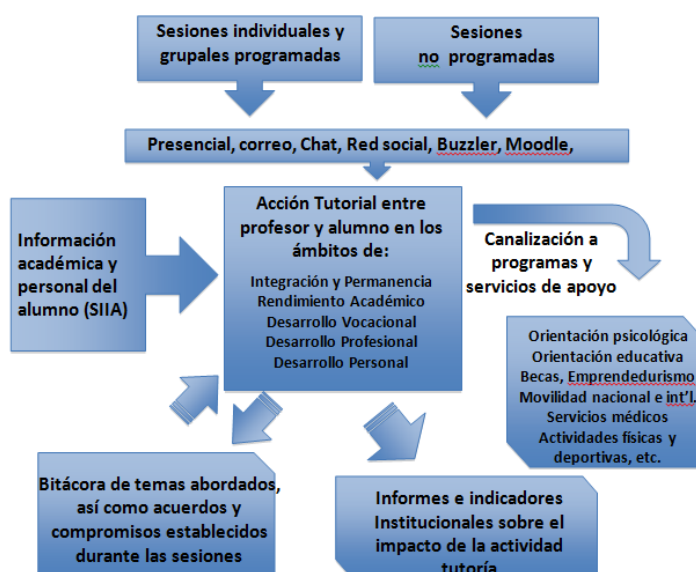 Sesiones individuales y
grupales programadas
Sesiones
no programadas
Presencial, correo, Chat, Red social, Buzzler, Moodle,
Información
académica y
personal del
alumno (SIIA)
Acción Tutorial entre
profesor y alumno en los
ámbitos de:
Integración y Permanencia
Rendimiento Académico
Desarrollo Vocacional
Desarrollo Profesional
Desarrollo Personal
Canalización a
programas y
servicios de apoyo
Orientación psicológica
Orientación educativa
Becas, Emprendedurismo
Movilidad nacional e int'l.
Servicios médicos
Actividades físicas y
deportivas, etc.
Bitácora de temas abordados,
así como acuerdos y
compromisos establecidos
durante las sesiones
Informes e indicadores
Institucionales sobre el
impacto de la actividad
tutoría